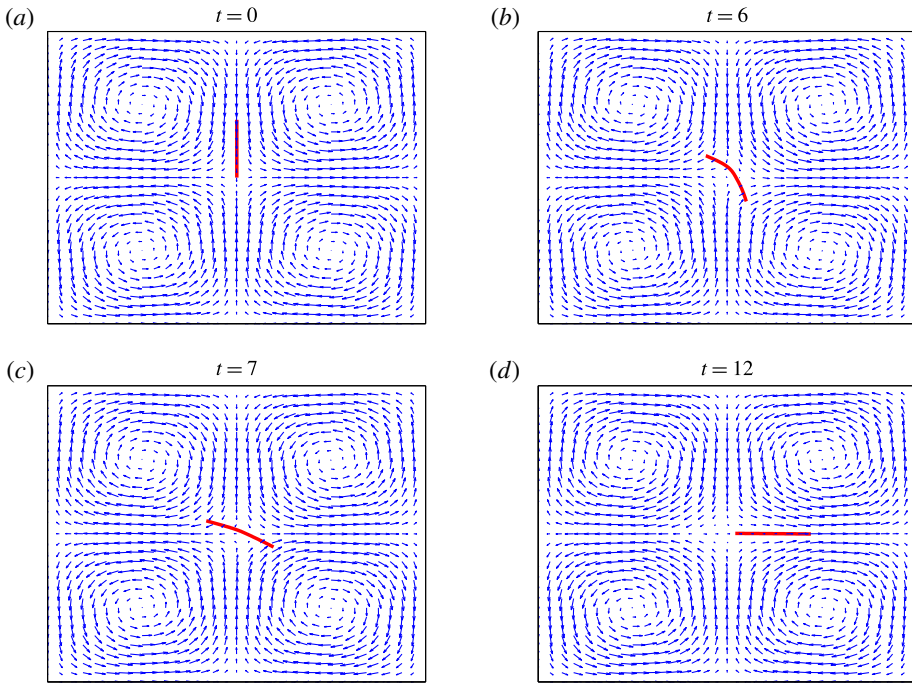 (a) t = 0
(b) t = 6
(c) t = 7
(d) t = 12